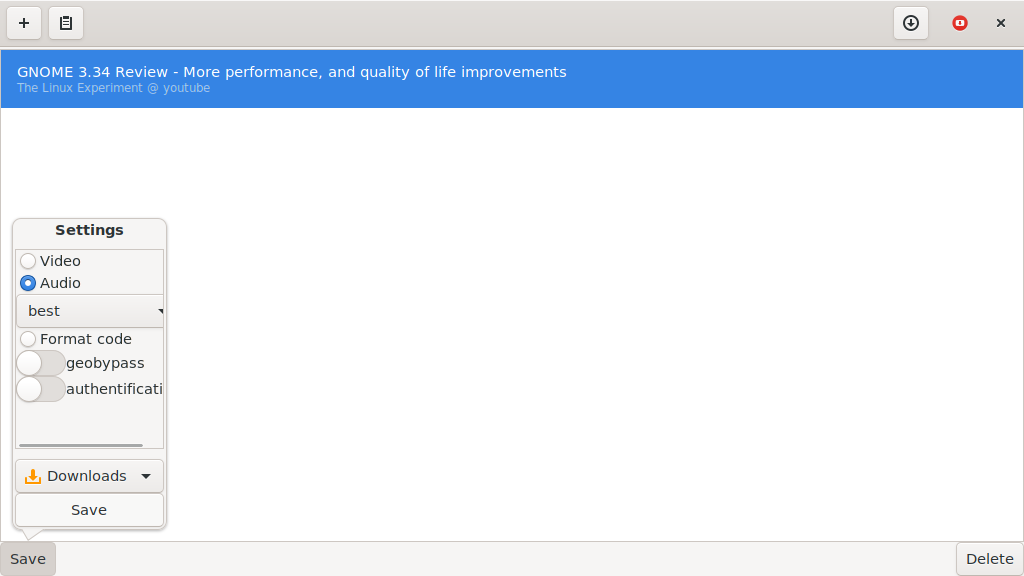 GNOME 3.34 Review - More performance, and quality of life improvements
The Linux Experiment @ youtube
Settings
Video
Audio
best
Format code
geobypass
authentificati
Downloads
Save
Save
Delete